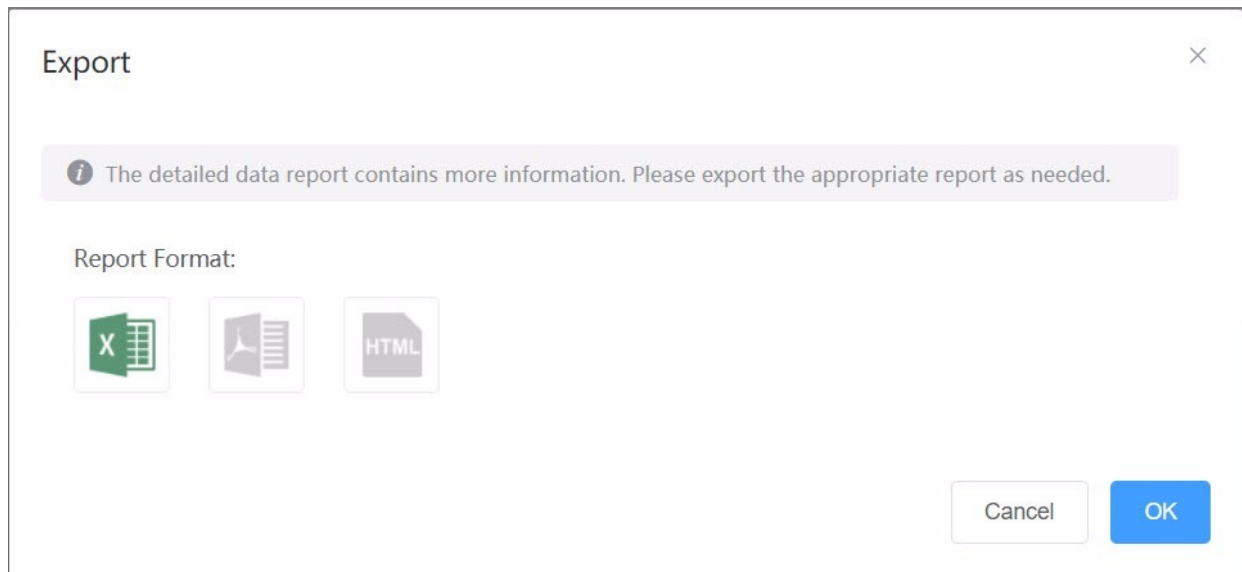 Export
The detailed data report contains more information. Please export the appropriate report as needed.
Report Format:
X
HTML
Cancel
OK